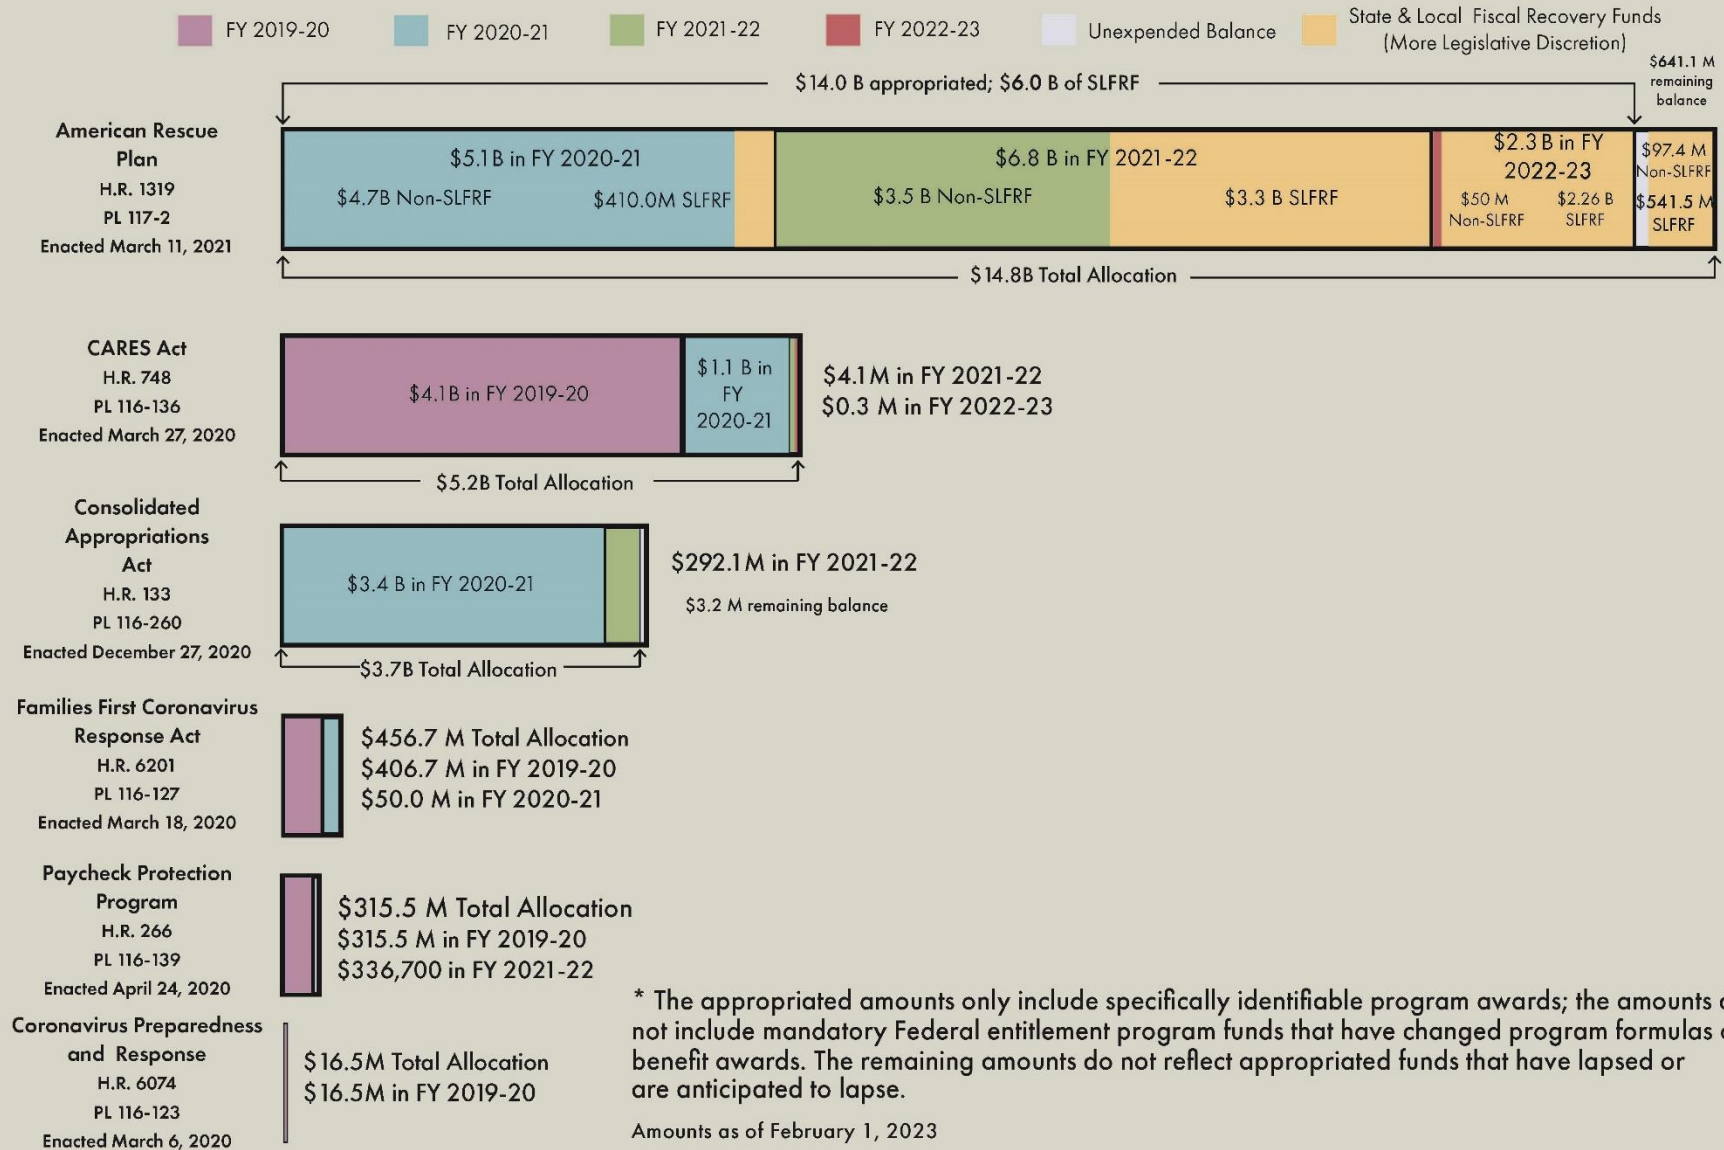 FY 2019-20
FY 2020-21
FY 2021-22
FY 2022-23
Unexpended Balance
State & Local Fiscal Recovery Funds
(More Legislative Discretion)
$641.1 M
remaining
balance
$14.0 B appropriated; $6.0 B of SLFRF
American Rescue
Plan
H.R. 1319
PL 117-2
Enacted March 11, 2021
$5.1B in FY 2020-21
$4.7B Non-SLFRF
$410.0M SLFRF
$6.8 B in FY 2021-22
$3.5 B Non-SLFRF
$3.3 B SLFRF
$2.3 B in FY
2022-23
$50 M
Non-SLFRF
$2.26 B
SLFRF
$97.4 M
Non-SLFRF
$541.5 M
SLFRF
$14.8B Total Allocation
CARES Act
H.R. 748
PL 116-136
Enacted March 27, 2020
$4.1B in FY 2019-20
$1.1 B in
FY
2020-21
$4.1M in FY 2021-22
$0.3 M in FY 2022-23
$5.2B Total Allocation
Consolidated
Appropriations
Act
H.R. 133
PL 116-260
Enacted December 27, 2020
$3.4 B in FY 2020-21
$292.1M in FY 2021-22
$3.2 M remaining balance
$3.7B Total Allocation
Families First Coronavirus
Response Act
H.R. 6201
PL 116-127
Enacted March 18, 2020
$456.7 M Total Allocation
$406.7 M in FY 2019-20
$50.0 M in FY 2020-21
Paycheck Protection
Program
H.R. 266
PL 116-139
Enacted April 24, 2020
$315.5 M Total Allocation
$315.5 M in FY 2019-20
$336,700 in FY 2021-22
Coronavirus Preparedness
and Response
H.R. 6074
PL 116-123
Enacted March 6, 2020
$16.5M Total Allocation
$16.5M in FY 2019-20
* The appropriated amounts only include specifically identifiable program awards; the amounts
not include mandatory Federal entitlement program funds that have changed program formulas
benefit awards. The remaining amounts do not reflect appropriated funds that have lapsed or
are anticipated to lapse.
Amounts as of February 1, 2023